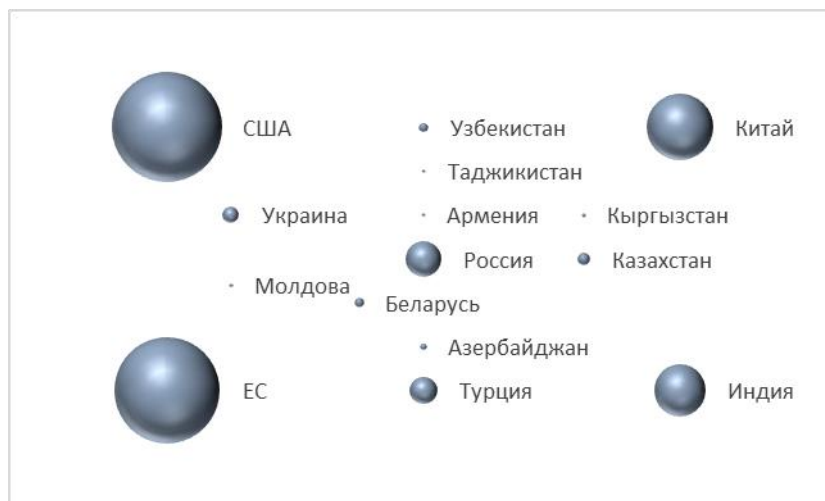 США
Узбекистан
Китай
Таджикистан
Украина
Армения
Кыргызстан
Россия
Казахстан
Молдова
Беларусь
Азербайджан
ЕС
Турция
Индия